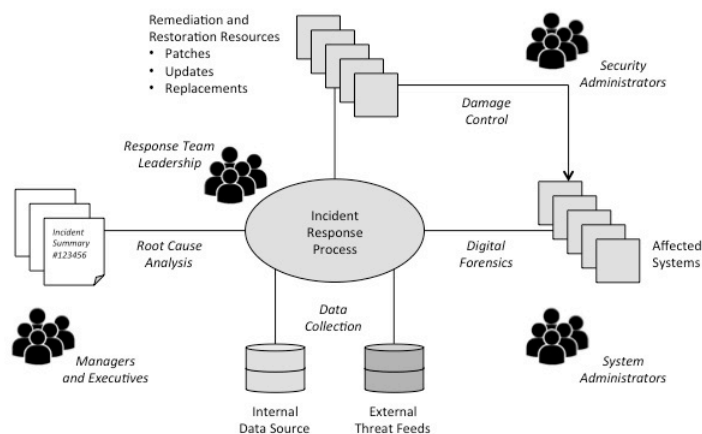 Remediation and
Restoration Resources
• Patches
• Updates
• Replacements
Security
Administrators
Damage
Control
Response Team
Leadership
Incident
Summary
#123456
Root Cause
Analysis
Incident
Response
Process
Digital
Forensics
Affected
Systems
Data
Collection
Managers
and Executives
System
Administrators
Internal
Data Source
External
Threat Feeds